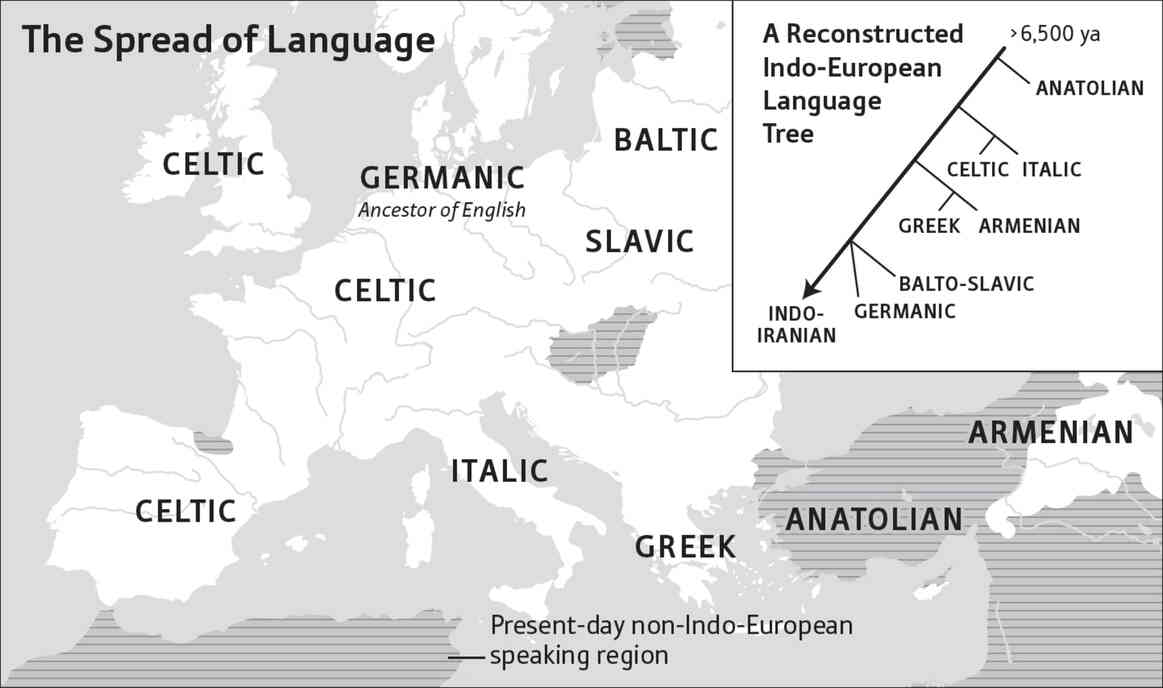 The Spread of Language
CELTIC
GERMANIC
Ancestor of English
BALTIC
SLAVIC
CELTIC
CELTIC
ITALIC
GREEK
ANATOLIAN
ARMENIAN
Present-day non-Indo-European
speaking region
A Reconstructed
Indo-European
Language
Tree
>6,500 ya
ANATOLIAN
CELTIC ITALIC
GREEK ARMENIAN
BALTO-SLAVIC
GERMANIC
INDO-
IRANIAN